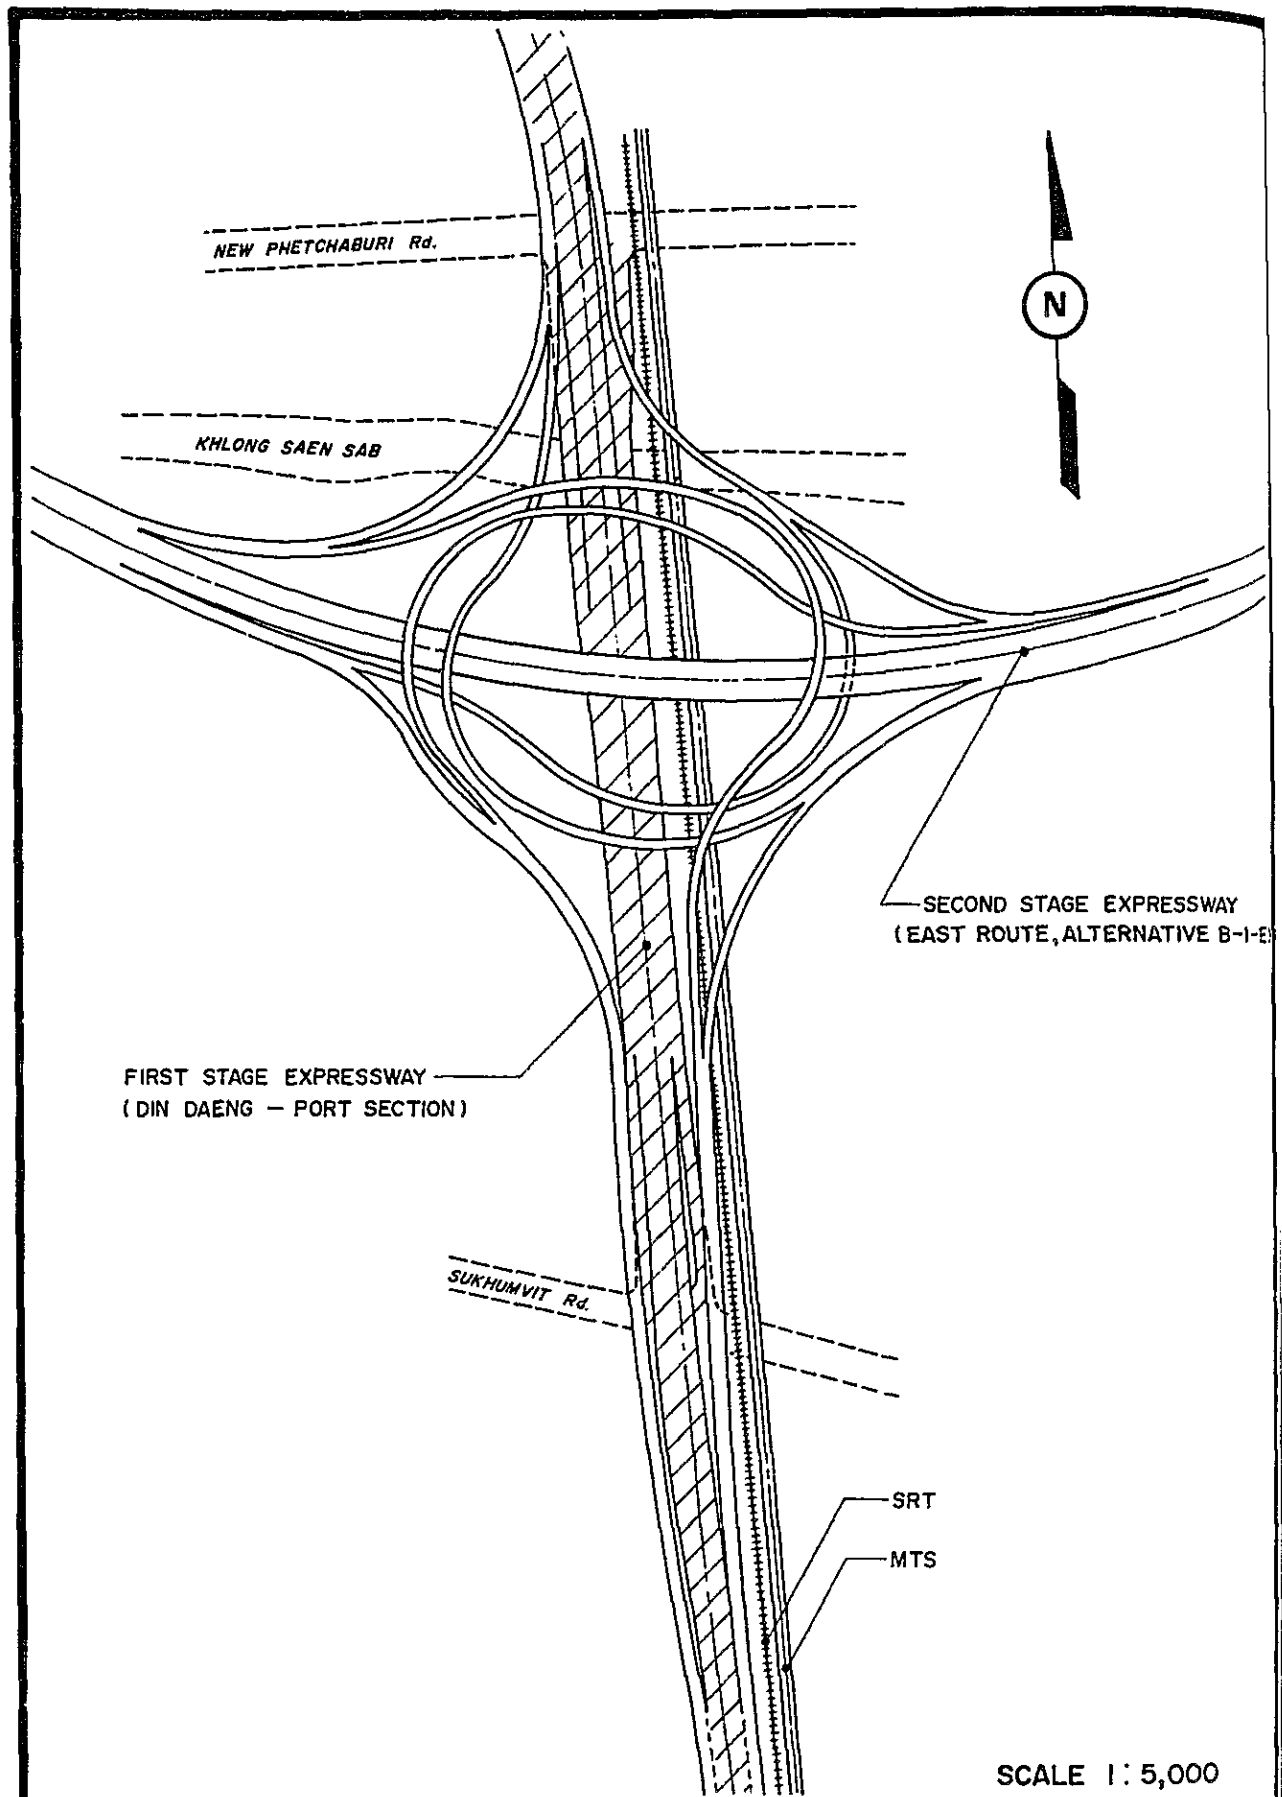 NEW PHETCHABURI Rd.
N
KHLONG SAEN SAB
SECOND STAGE EXPRESSWAY
(EAST ROUTE, ALTERNATIVE B-1-E)
FIRST STAGE EXPRESSWAY
(DIN DAENG — PORT SECTION)
SUKHUMVIT Rd.
SRT
MTS
SCALE 1:5,000